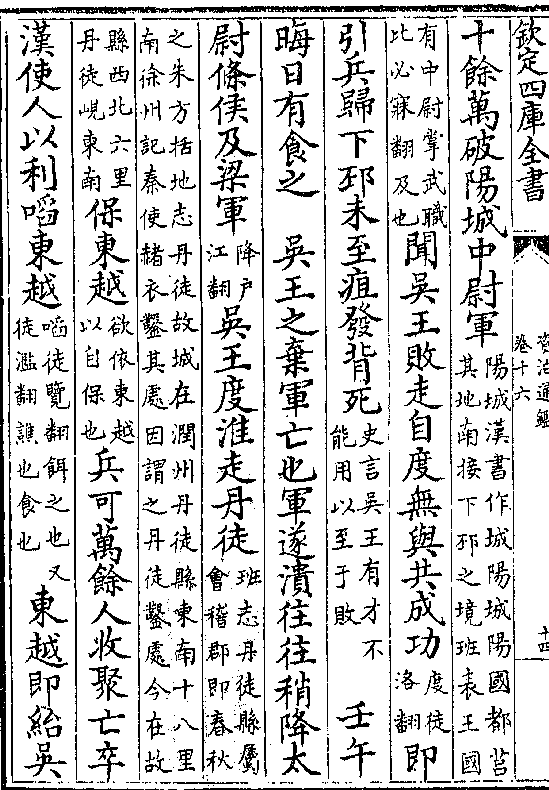 欽定四庫全書
資治通鑑
卷十六
十四
十餘萬破陽城中尉軍陽城漢書作城陽城陽國都莒其地南接下邳之境班表王國
有中尉掌武職比必寐翻及也聞吳王敗走自度無與共成功度徒洛翻即
引兵歸下邳未至疽發背死史言吳王有才不能用以至于敗 壬午
晦日有食之 吳王之棄軍亡也軍遂潰往往稍降太
尉條侯及梁軍降戶江翻吳王度淮走丹徒班志丹徒縣屬會稽郡即春秋
之朱方括地志丹徒故城在潤州丹徒縣東南十八里南徐州記秦使赭衣鑿其處因謂之丹徒鑿處今在故
縣西北六里丹徒峴東南保東越欲依東越以自保也兵可萬餘人收聚亡卒
漢使人以利啗東越啗徒覽翻餌之也又徒濫翻譙也食也東越即紿吳